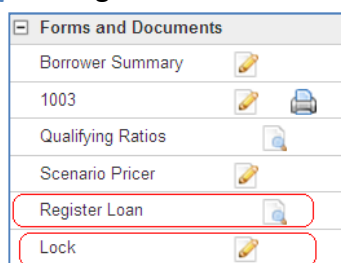 Forms and Documents
Borrower Summary
1003
Qualifying Ratios
Scenario Pricer
Register Loan
Lock